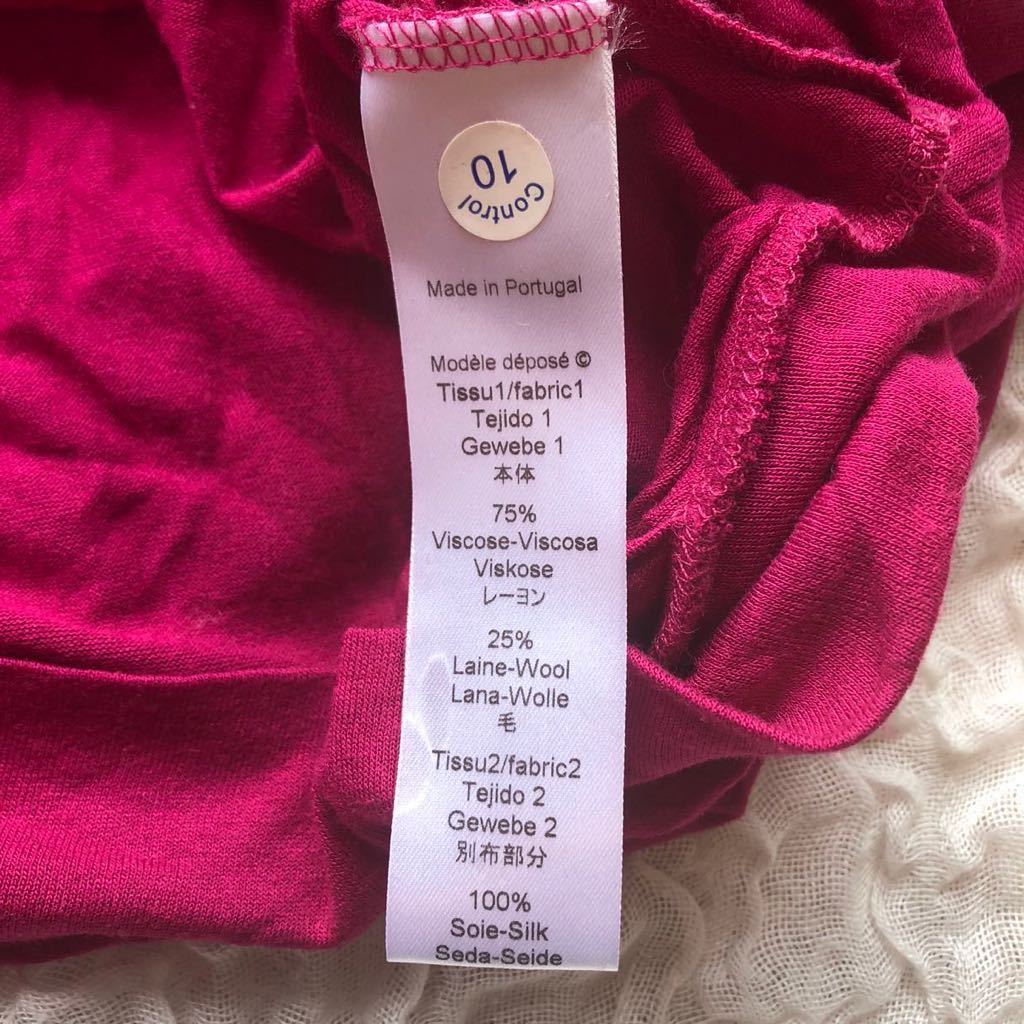 10
Control
Made in Portugal
Modèle déposé ©
Tissu1/fabric1
Tejido 1
Gewebe 1
本体
75%
Viscose-Viscosa
Viskose
レーヨン
25%
Laine-Wool
Lana-Wolle
毛
Tissu2/fabric2
Tejido 2
Gewebe 2
別布部分
100%
Soie-Silk
Seda-Seide